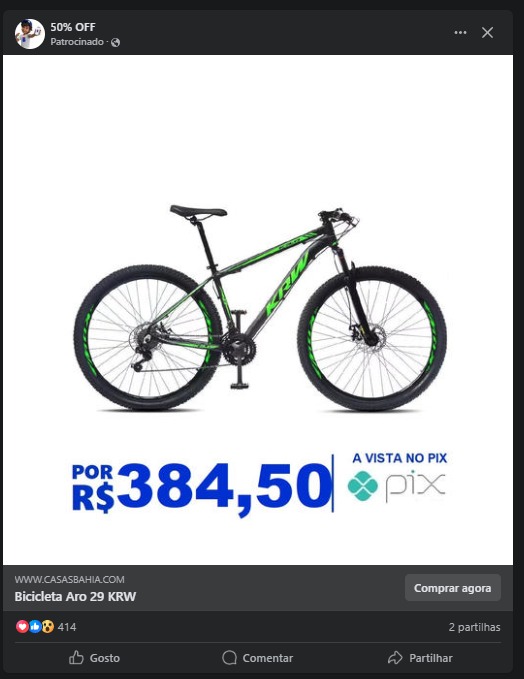 50% OFF
Patrocinado ·
KRW
POR
R$384,50
A VISTA NO PIX
pix
WWW.CASASBAHIA.COM
Bicicleta Aro 29 KRW
Comprar agora
414
2 partilhas
Gosto
Comentar
Partilhar